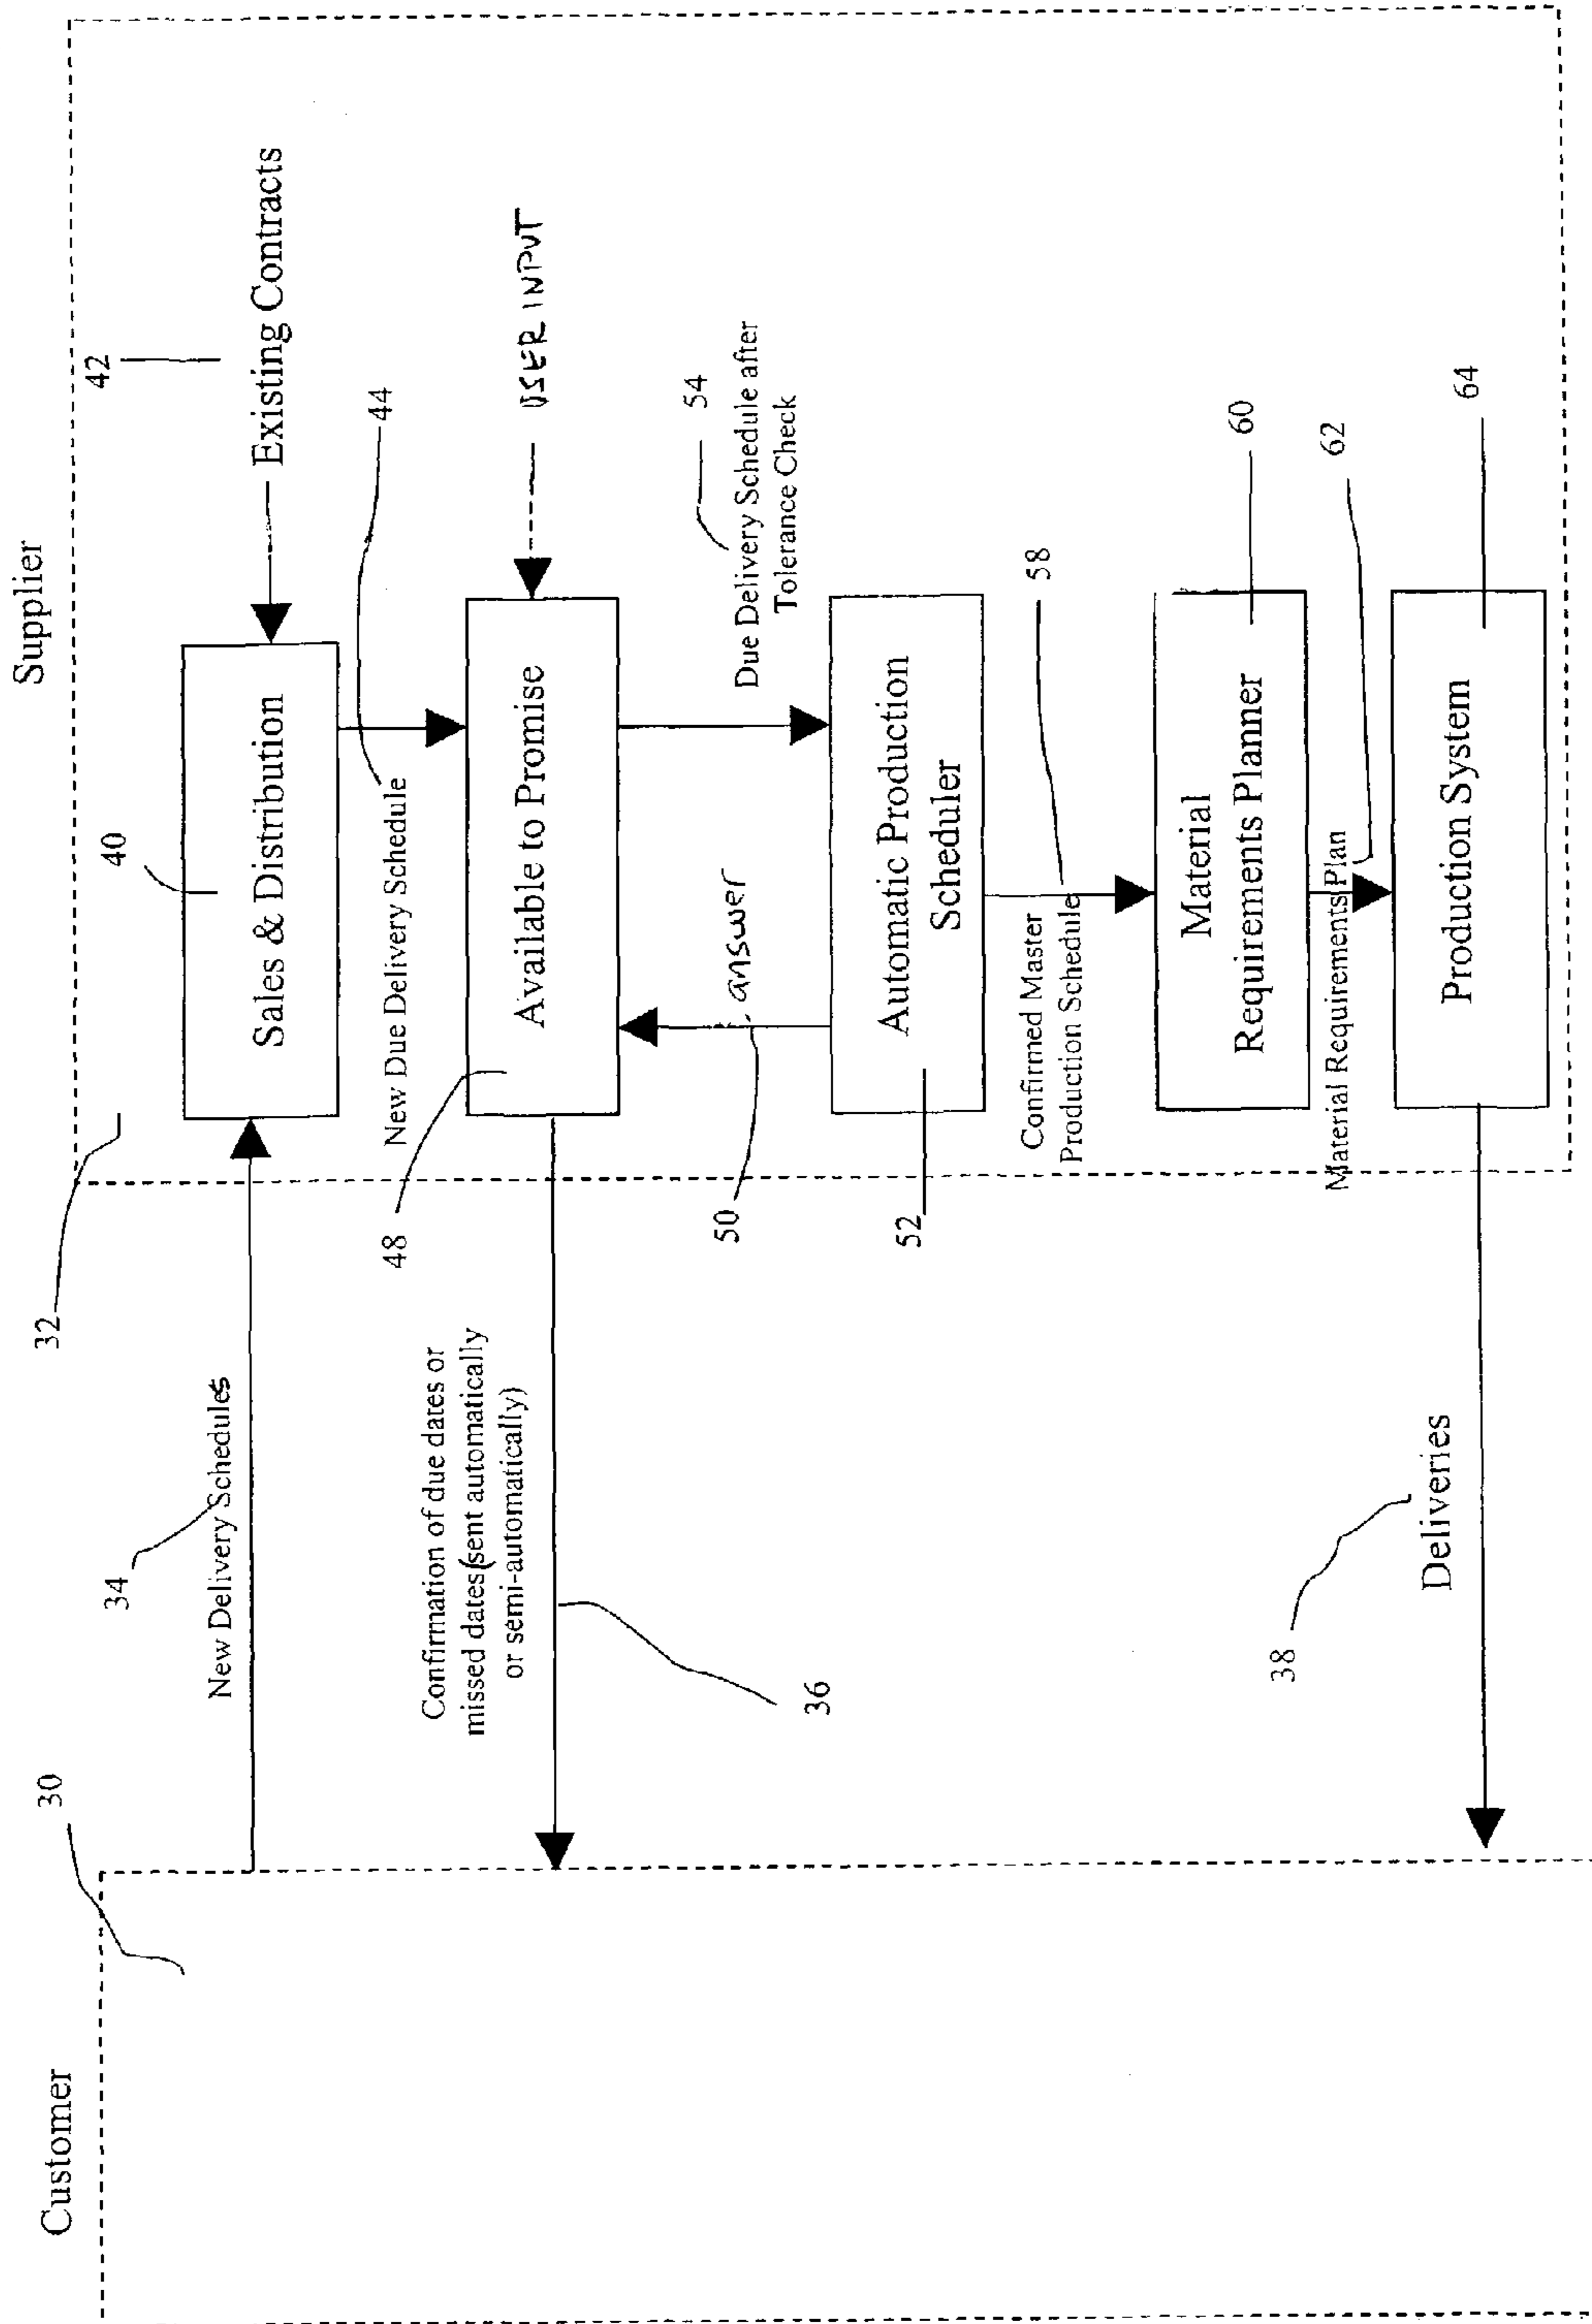 Customer
Supplier
30
32
34
New Delivery Schedules
40
Sales & Distribution
42
Existing Contracts
44
New Due Delivery Schedule
Confirmation of due dates or
missed dates(sent automatically
or semi-automatically)
36
48
Available to Promise
USER INPUT
50
answer
54
Due Delivery Schedule after
Tolerance Check
52
Automatic Production
Scheduler
58
Confirmed Master
Production Schedule
Material
Requirements Planner
60
62
Material Requirements Plan
38
Deliveries
Production System
64